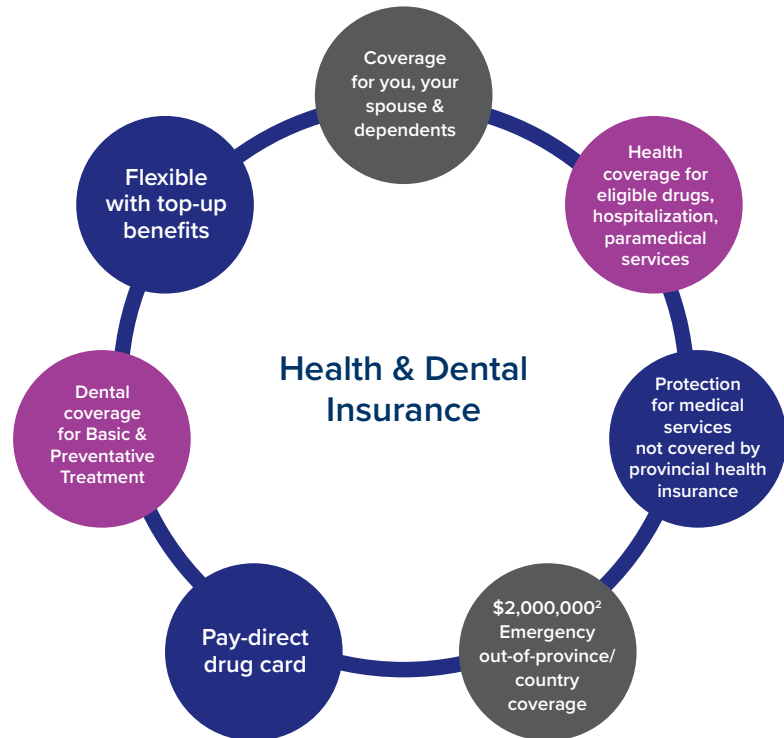 Coverage
for you, your
spouse &
dependents
Health
coverage for
eligible drugs,
hospitalization,
paramedical
services
Protection
for medical
services
not covered by
provincial health
insurance
$2,000,000²
Emergency
out-of-province/
country
coverage
Pay-direct
drug card
Dental
coverage
for Basic &
Preventative
Treatment
Flexible
with top-up
benefits
Health & Dental
Insurance